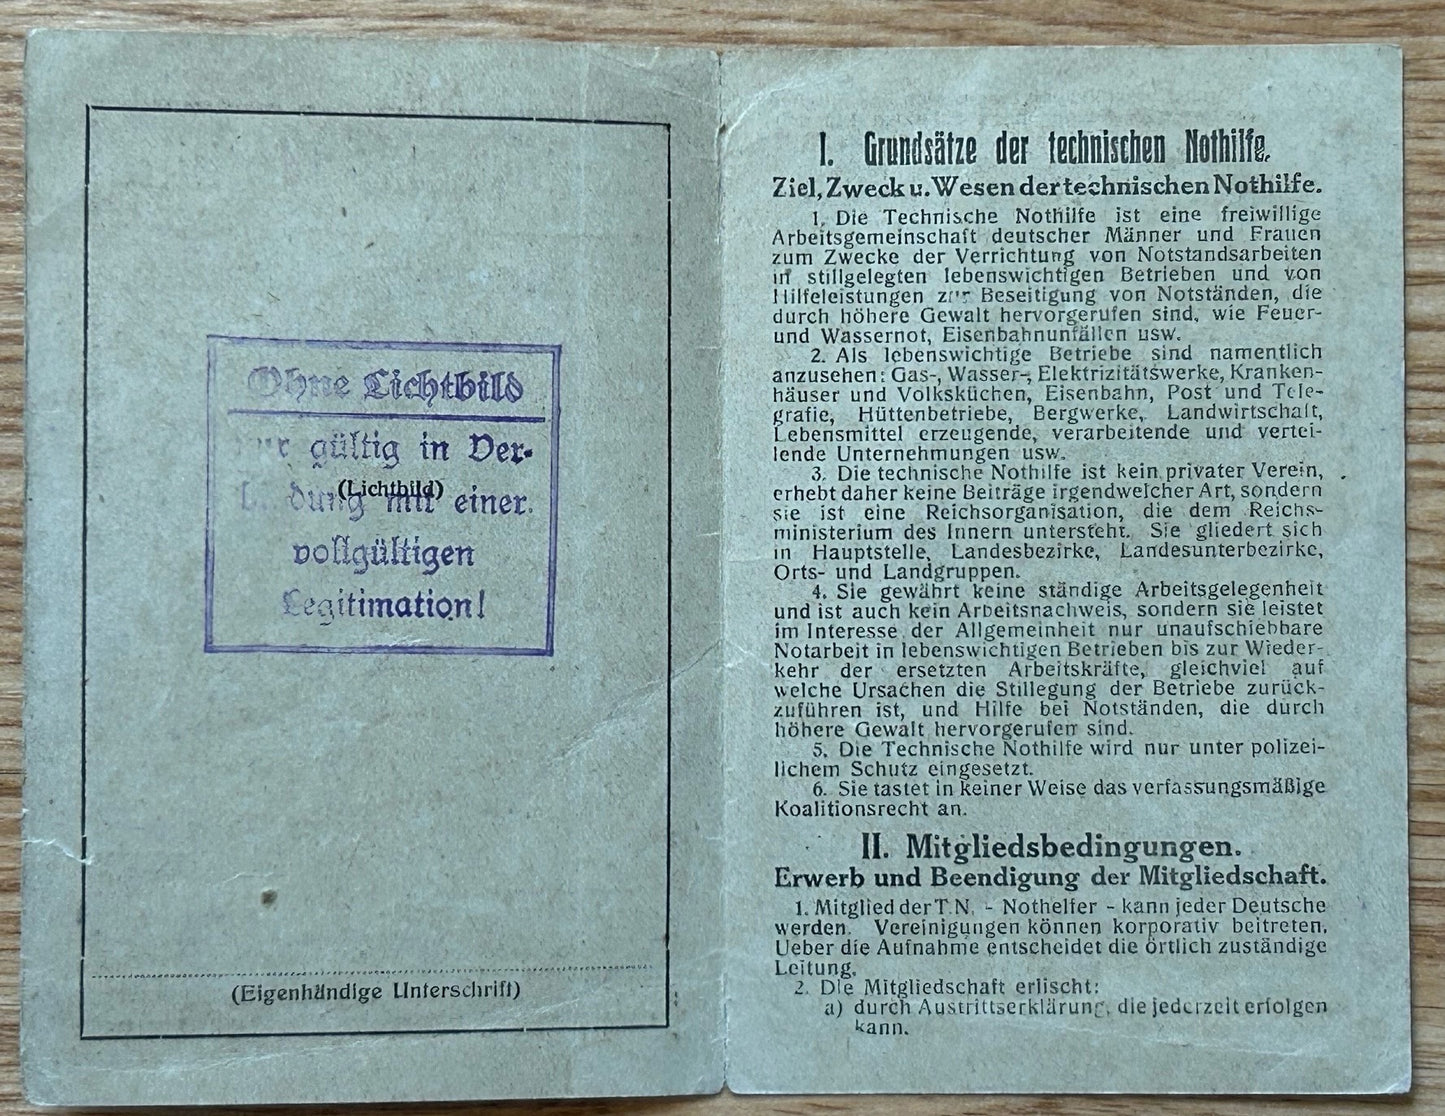 Ohne Lichtbild
nur gültig in Ver-
(Lichtbild)
bindung mit einer
vollgültigen
Legitimation!
(Eigenhändige Unterschrift)
I. Grundsätze der technischen Nothilfe.
Ziel, Zweck u. Wesen der technischen Nothilfe.
1. Die Technische Nothilfe ist eine freiwillige
Arbeitsgemeinschaft deutscher Männer und Frauen
zum Zwecke der Verrichtung von Notstandsarbeiten
in stillgelegten lebenswichtigen Betrieben und von
Hilfeleistungen zur Beseitigung von Notständen, die
durch höhere Gewalt hervorgerufen sind, wie Feuer-
und Wassernot, Eisenbahnunfällen usw.
2. Als lebenswichtige Betriebe sind namentlich
anzusehen: Gas-, Wasser-, Elektrizitätswerke, Kranken-
häuser und Volksküchen, Eisenbahn, Post und Tele-
grafie, Hüttenbetriebe, Bergwerke, Landwirtschaft,
Lebensmittel erzeugende, verarbeitende und vertei-
lende Unternehmungen usw.
3. Die technische Nothilfe ist kein privater Verein,
erhebt daher keine Beiträge irgendwelcher Art, sondern
sie ist eine Reichsorganisation, die dem Reichs-
ministerium des Innern untersteht. Sie gliedert sich
in Hauptstelle, Landesbezirke, Landesunterbezirke,
Orts- und Landgruppen.
4. Sie gewährt keine ständige Arbeitsgelegenheit
und ist auch kein Arbeitsnachweis, sondern sie leistet
im Interesse der Allgemeinheit nur unaufschiebbare
Notarbeit in lebenswichtigen Betrieben bis zur Wieder-
kehr der ersetzten Arbeitskräfte, gleichviel auf
welche Ursachen die Stillegung der Betriebe zurück-
zuführen ist, und Hilfe bei Notständen, die durch
höhere Gewalt hervorgerufen sind.
5. Die Technische Nothilfe wird nur unter polizei-
lichem Schutz eingesetzt.
6. Sie tastet in keiner Weise das verfassungsmäßige
Koalitionsrecht an.
II. Mitgliedsbedingungen.
Erwerb und Beendigung der Mitgliedschaft.
1. Mitglied der T.N. - Nothelfer - kann jeder Deutsche
werden. Vereinigungen können korporativ beitreten.
Ueber die Aufnahme entscheidet die örtlich zuständige
Leitung.
2. Die Mitgliedschaft erlischt:
a) durch Austrittserklärung, die jederzeit erfolgen
kann.